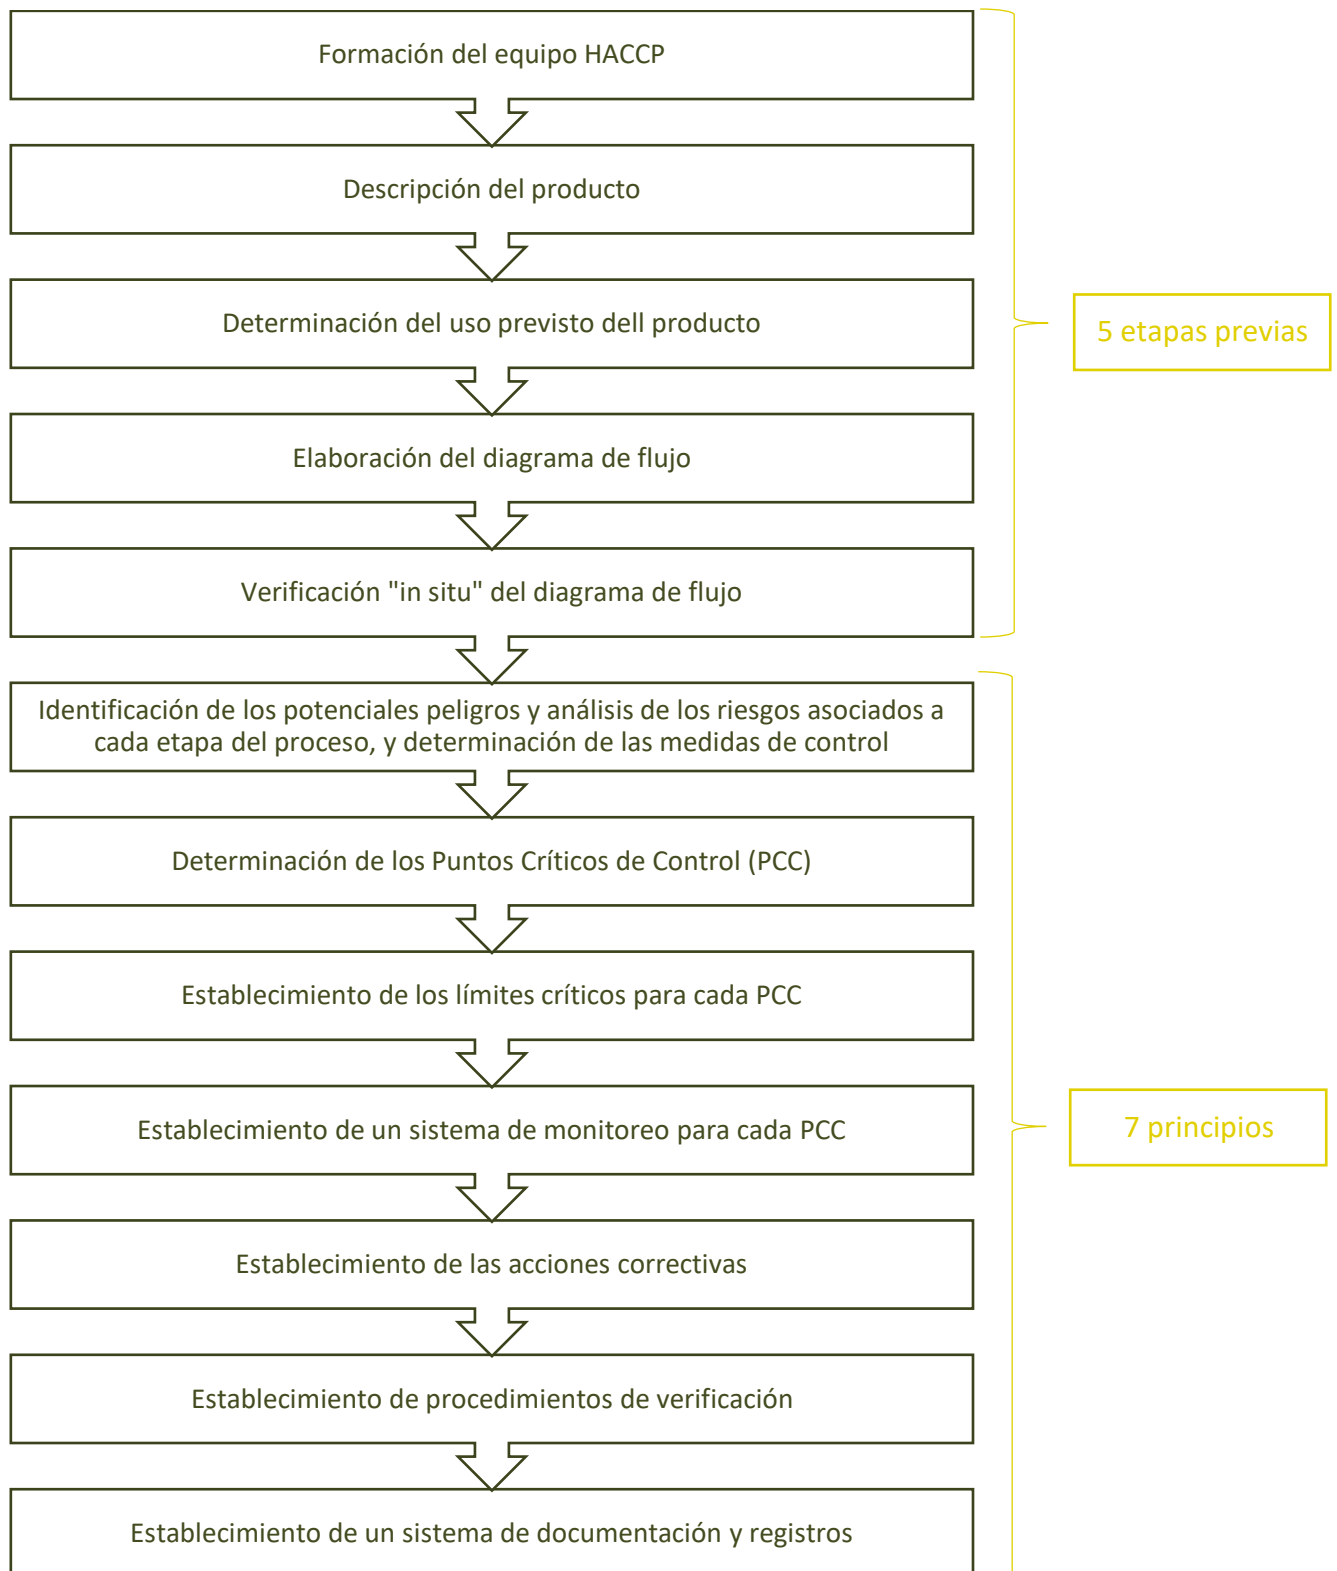 Formación del equipo HACCP
Descripción del producto
Determinación del uso previsto dell producto
5 etapas previas
Elaboración del diagrama de flujo
Verificación "in situ" del diagrama de flujo
Identificación de los potenciales peligros y análisis de los riesgos asociados a
cada etapa del proceso, y determinación de las medidas de control
Determinación de los Puntos Críticos de Control (PCC)
Establecimiento de los límites críticos para cada PCC
Establecimiento de un sistema de monitoreo para cada PCC
7 principios
Establecimiento de las acciones correctivas
Establecimiento de procedimientos de verificación
Establecimiento de un sistema de documentación y registros